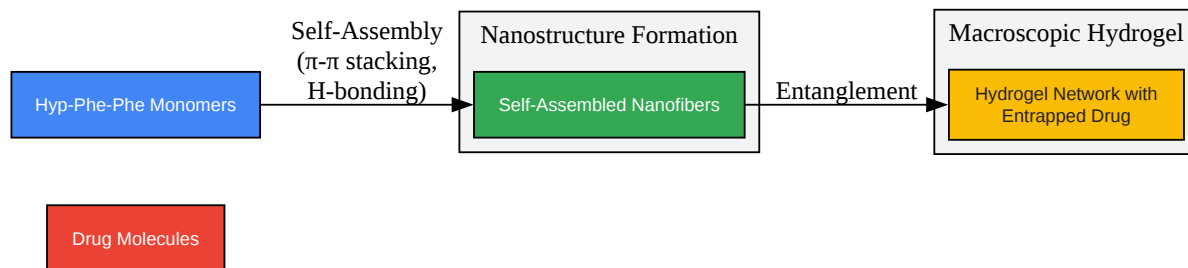 Self-Assembly
(π-π stacking,
H-bonding)
Nanostructure Formation
Macroscopic Hydrogel
Hyp-Phe-Phe Monomers
Self-Assembled Nanofibers
Entanglement
Hydrogel Network with
Entrapped Drug
Drug Molecules